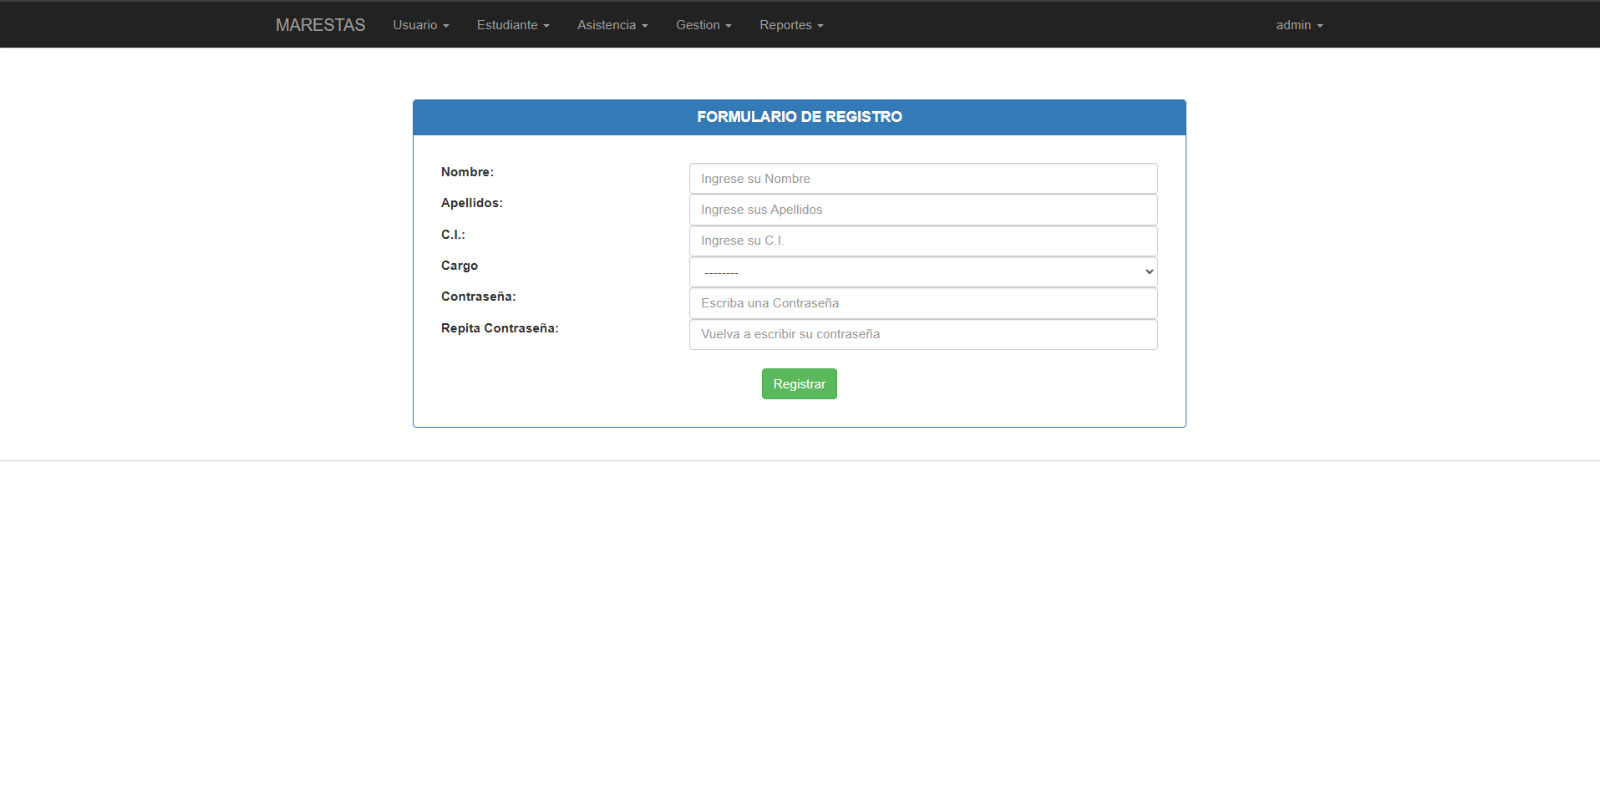 MARESTAS Usuario Estudiante Asistencia Gestion Reportes admin
FORMULARIO DE REGISTRO
Nombre: Ingrese su Nombre
Apellidos: Ingrese sus Apellidos
C.I.: Ingrese su C.I.
Cargo --------
Contraseña: Escriba una Contraseña
Repita Contraseña: Vuelva a escribir su contraseña
Registrar